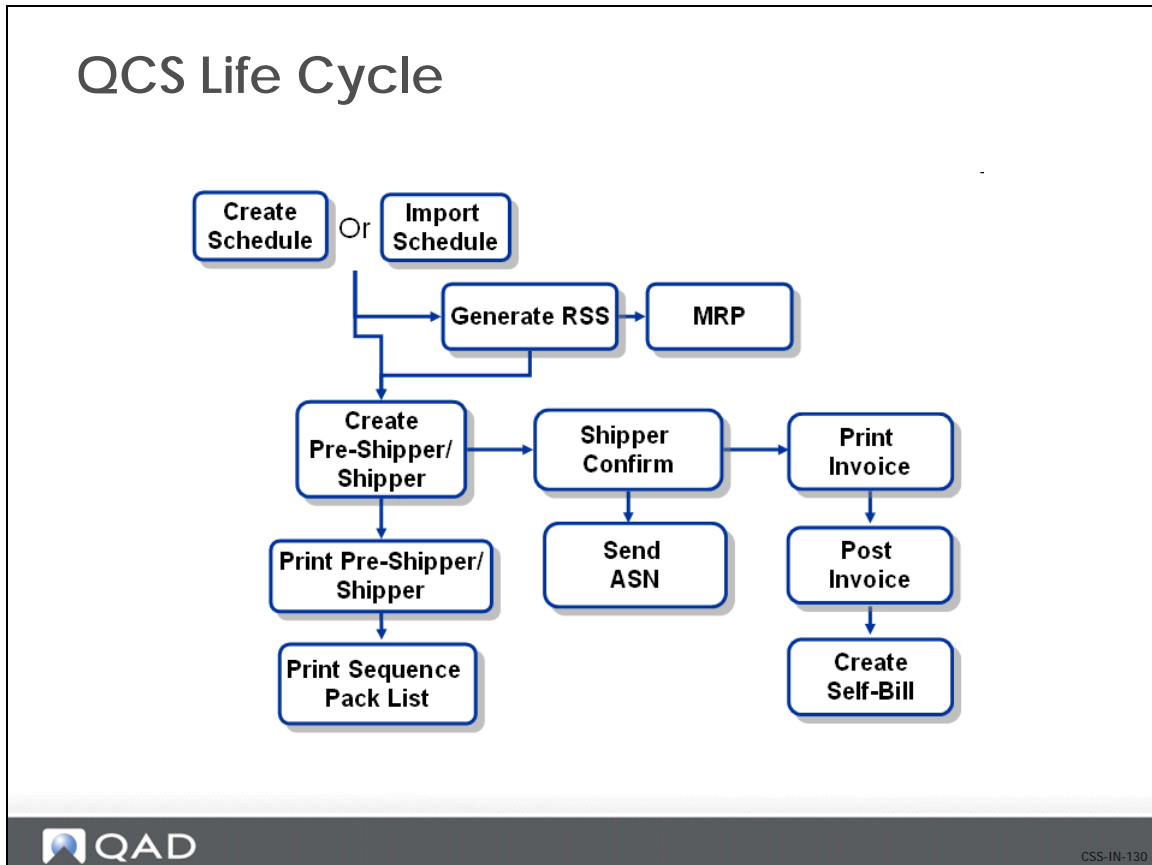 QCS Life Cycle
Create
Schedule
Or
Import
Schedule
Generate RSS
MRP
Create
Pre-Shipper/
Shipper
Shipper
Confirm
Print
Invoice
Print Pre-Shipper/
Shipper
Send
ASN
Post
Invoice
Print Sequence
Pack List
Create
Self-Bill
QAD
CSS-IN-130